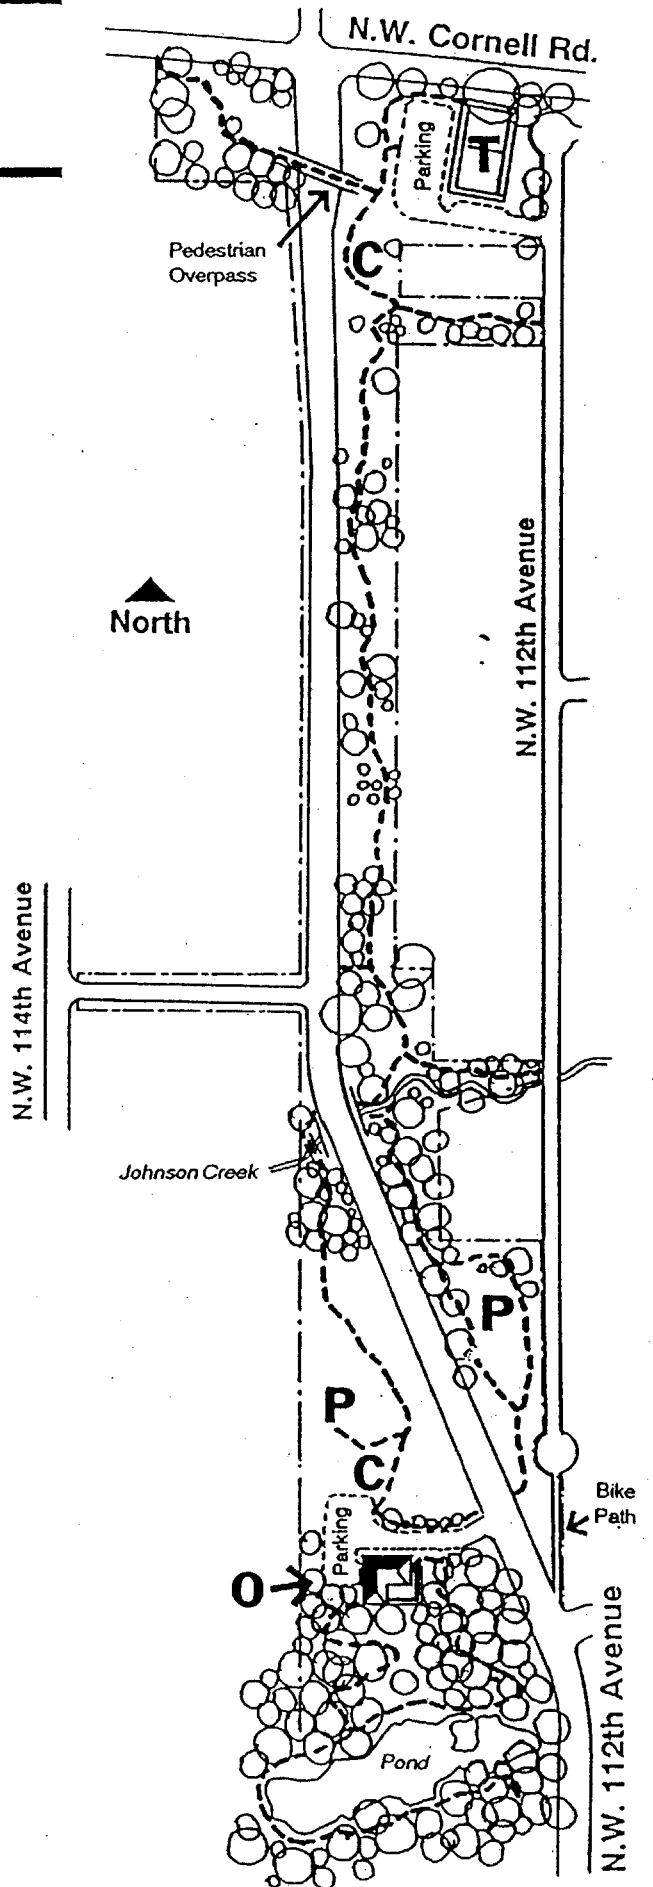 N.W. Cornell Rd.
Parking
T
Pedestrian
Overpass
C
N.W. 112th Avenue
North
N.W. 114th Avenue
Johnson Creek
P
P
C
Bike
Path
Parking
O
N.W. 112th Avenue
Pond